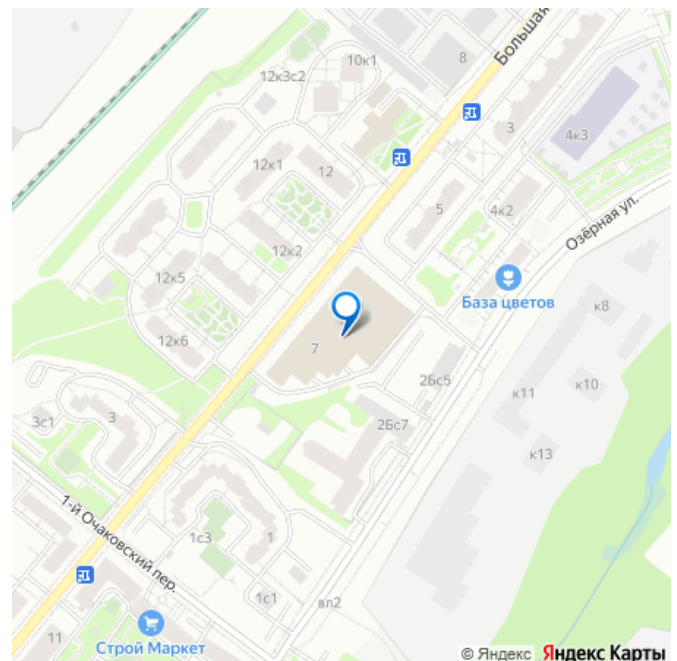 Большая
8
10к1
12к3с2
3
4к3
12к1
12
5
4к2
Озёрная ул.
12к2
12к5
База цветов
к8
12к6
7
2Бс5
к10
к11
3
3с1
2Бс7
к13
1-й Очаковский пер.
1с3
1
1с1
вл2
11
Строй Маркет
© Яндекс Яндекс Карты